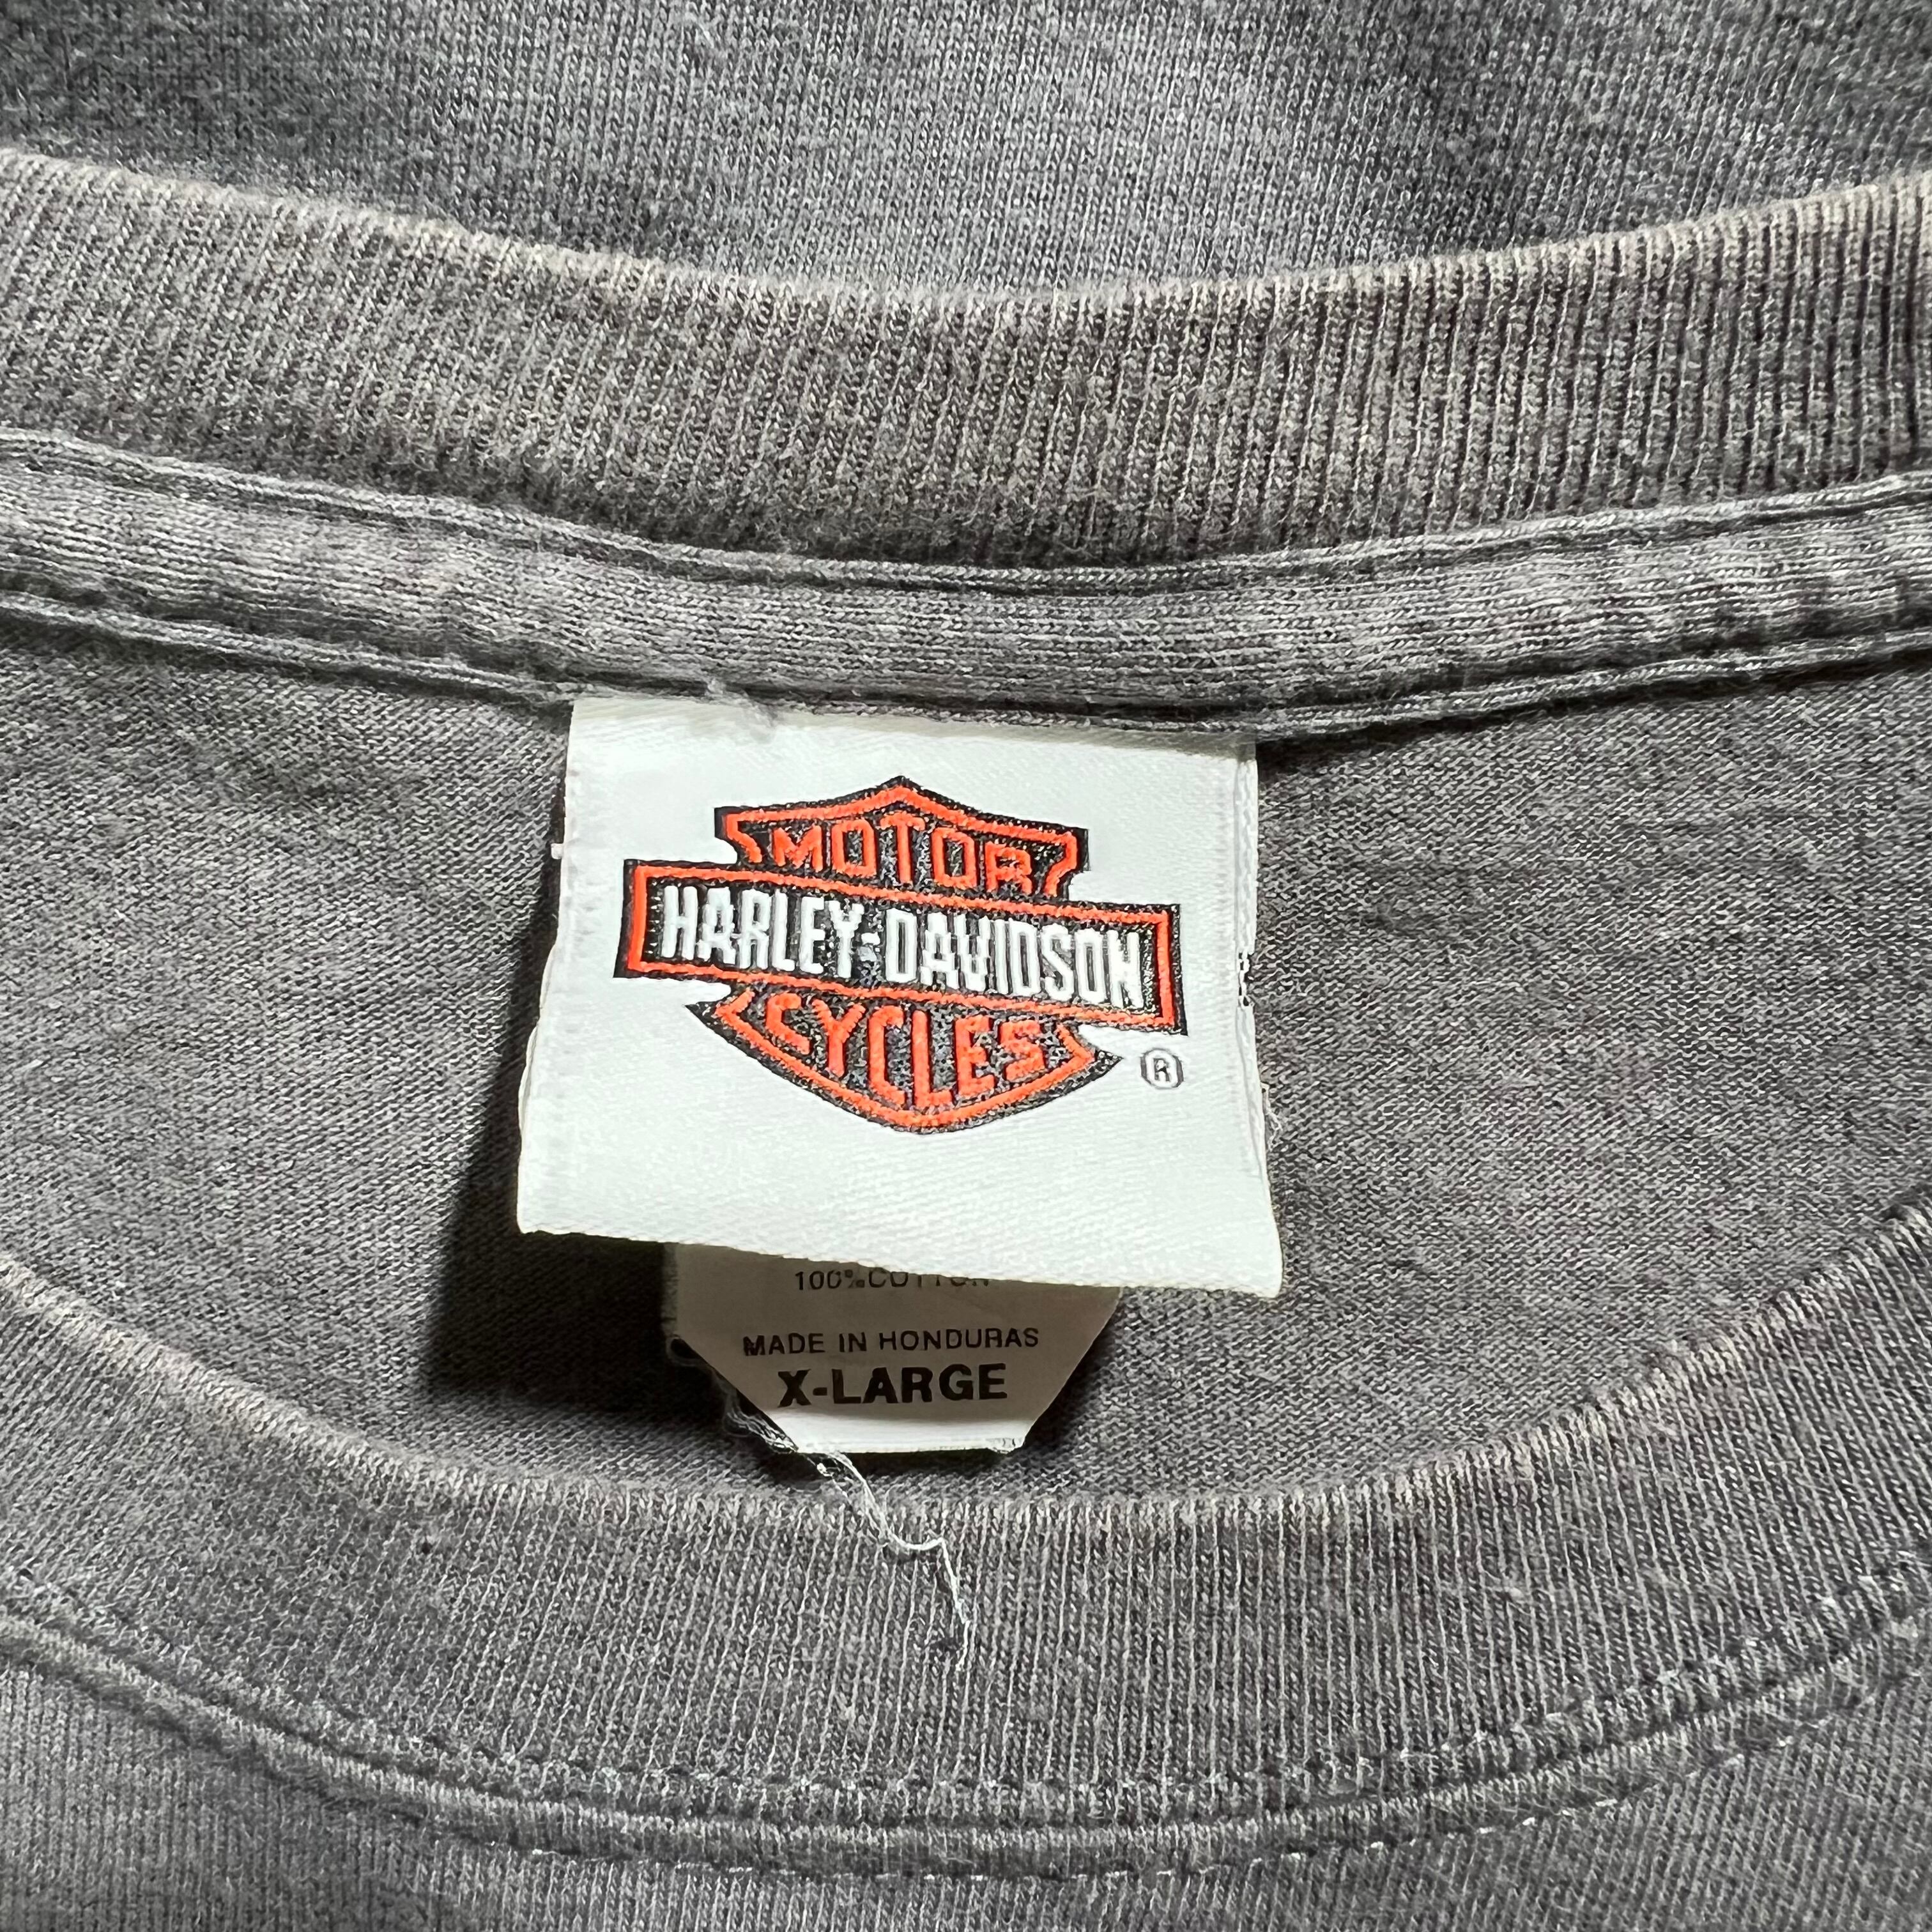 MOTOR
HARLEY-DAVIDSON
CYCLES
®
100% COTTON
MADE IN HONDURAS
X-LARGE